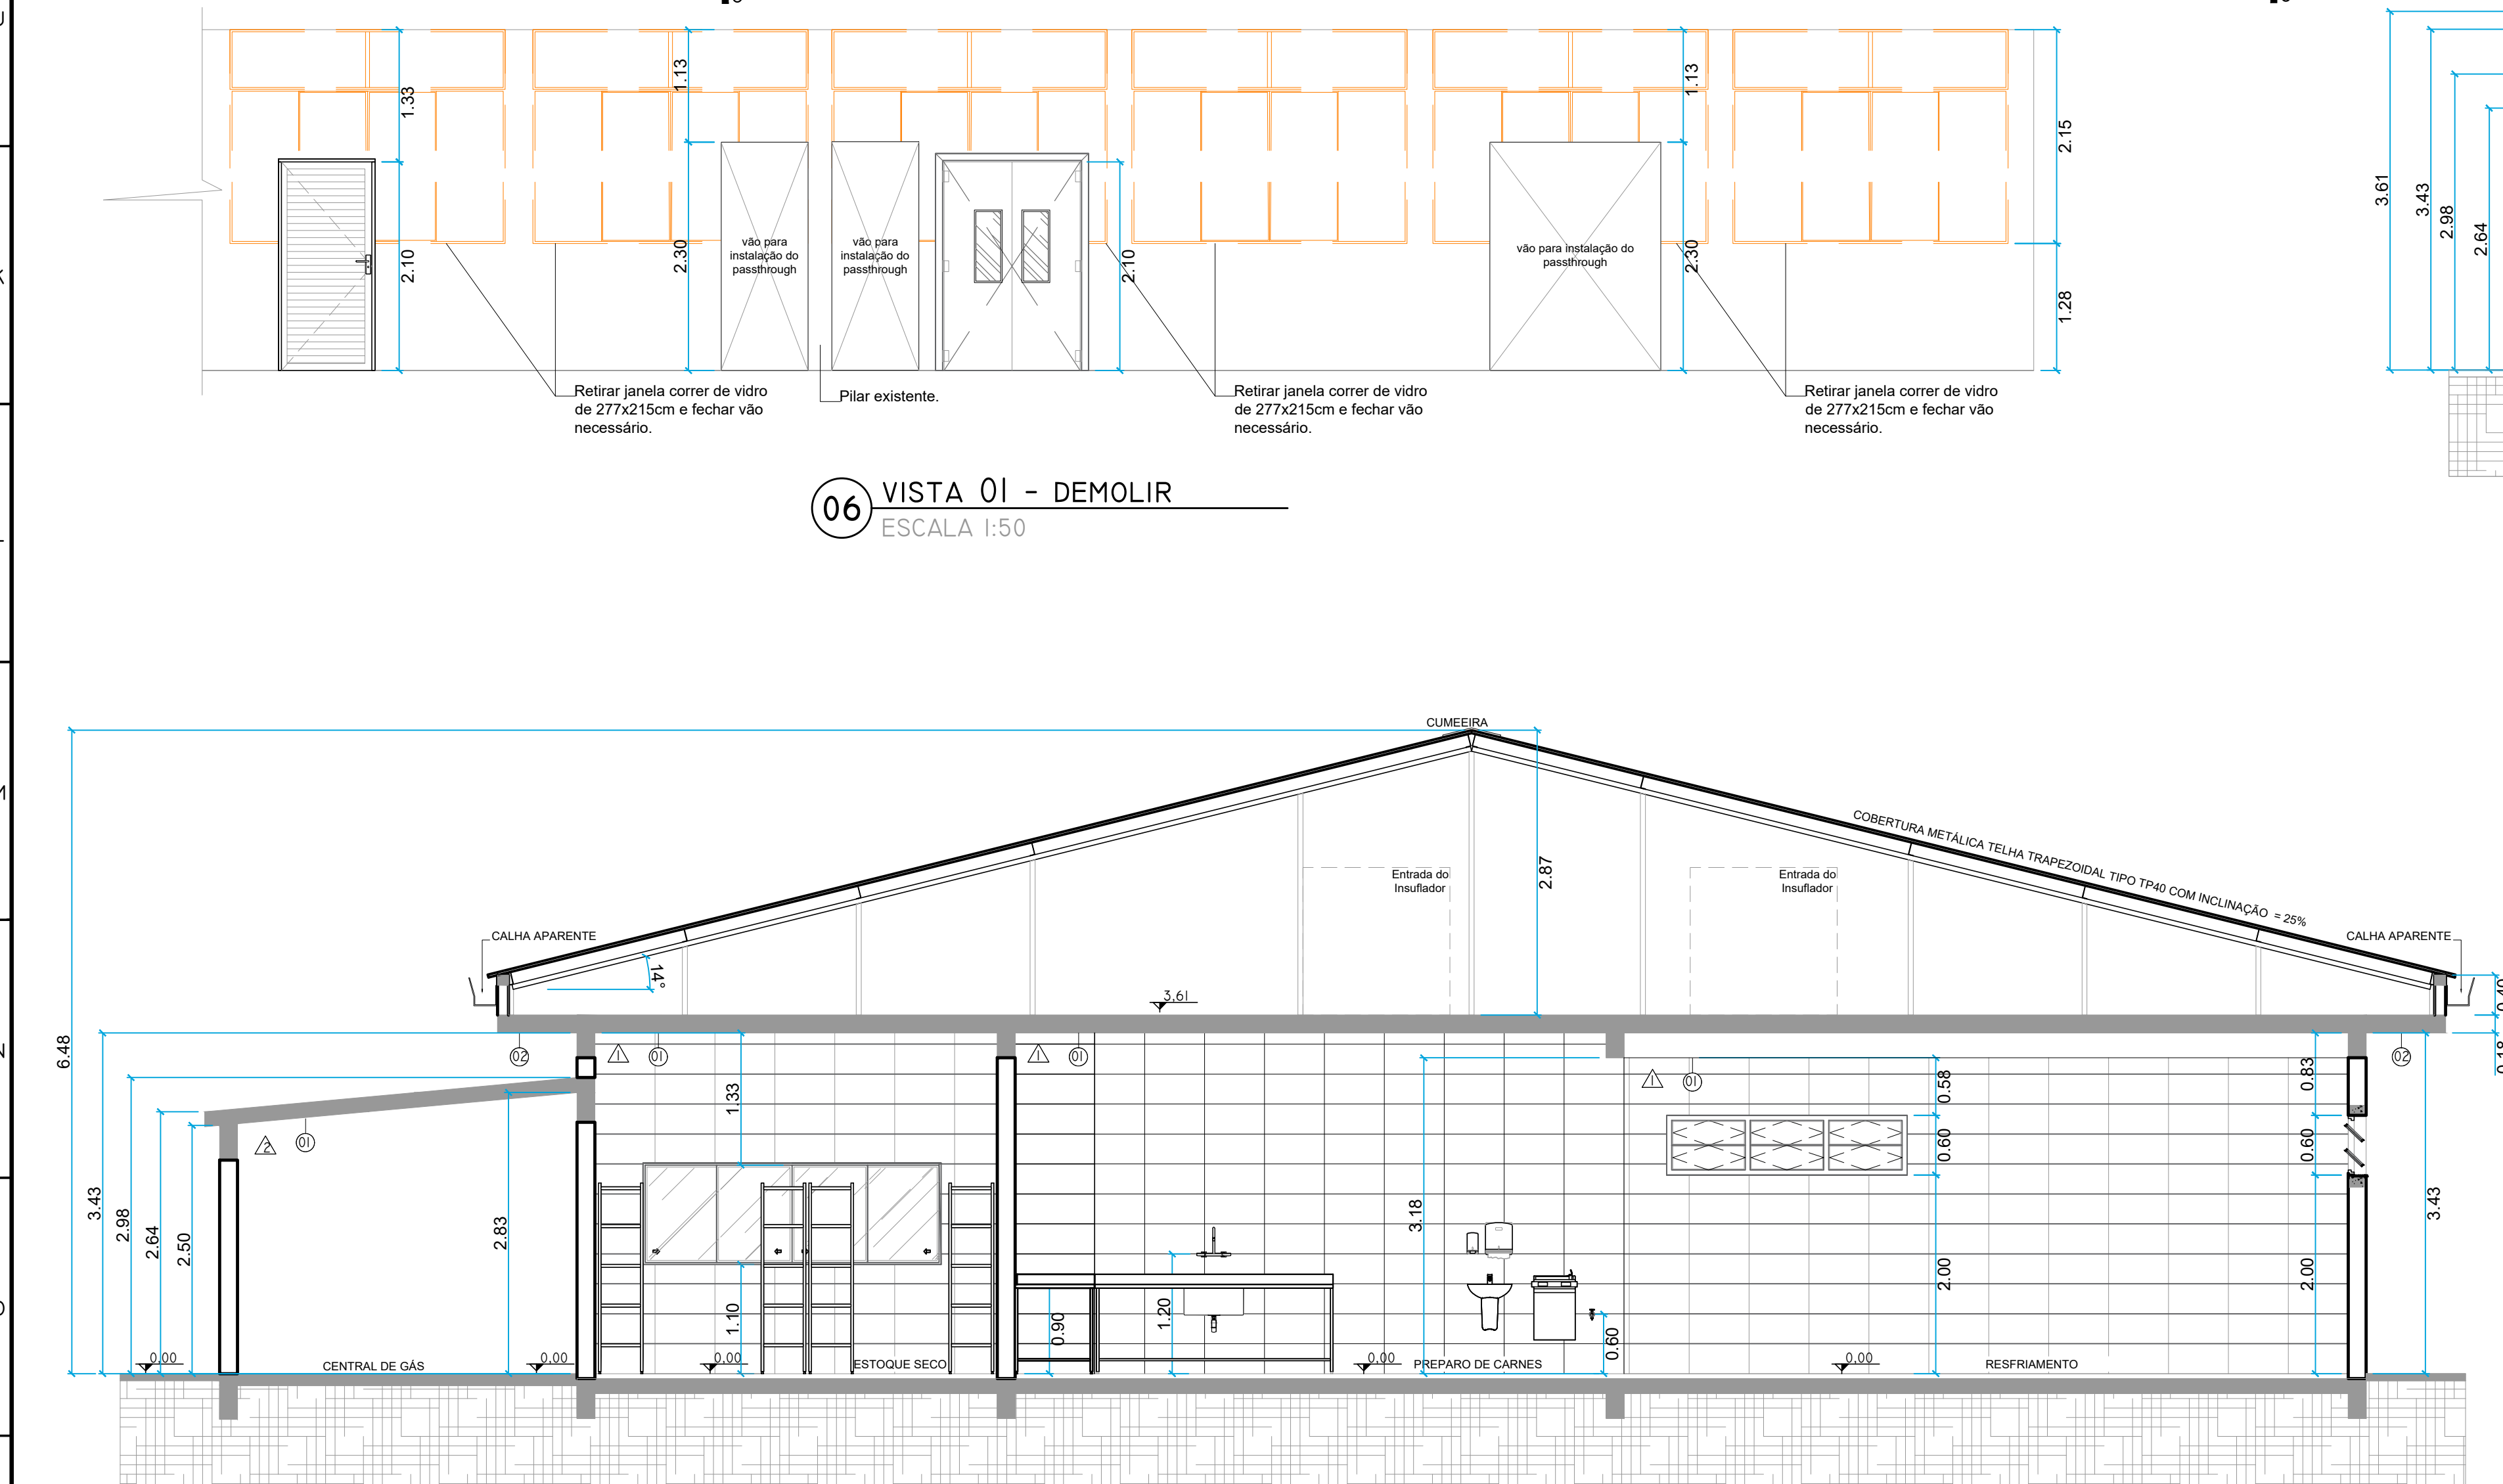 1.33
1.13
1.13
2.15
3.61
3.43
2.98
2.64
2.10
2.30
vão para
instalação do
passthrough
vão para
instalação do
passthrough
2.10
vão para instalação do
passthrough
2.30
1.28
Retirar janela correr de vidro
de 277x215cm e fechar vão
necessário.
Pilar existente.
Retirar janela correr de vidro
de 277x215cm e fechar vão
necessário.
Retirar janela correr de vidro
de 277x215cm e fechar vão
necessário.
06
VISTA 01 - DEMOLIR
ESCALA 1:50
CUMEEIRA
COBERTURA METÁLICA TELHA TRAPEZOIDAL TIPO TP40 COM INCLINAÇÃO = 25%
2.87
Entrada do
Insuflador
Entrada do
Insuflador
CALHA APARENTE
CALHA APARENTE
14°
3,61
0.40
0.18
6.48
02
1
01
1
01
1
01
02
3.43
2.98
2.64
2.50
2
01
2.83
1.33
1.10
3.18
0.58
0.60
2.00
0.83
0.60
2.00
3.43
0.90
1.20
0.60
0,00
CENTRAL DE GÁS
0,00
0,00
ESTOQUE SECO
0,00
PREPARO DE CARNES
0,00
RESFRIAMENTO